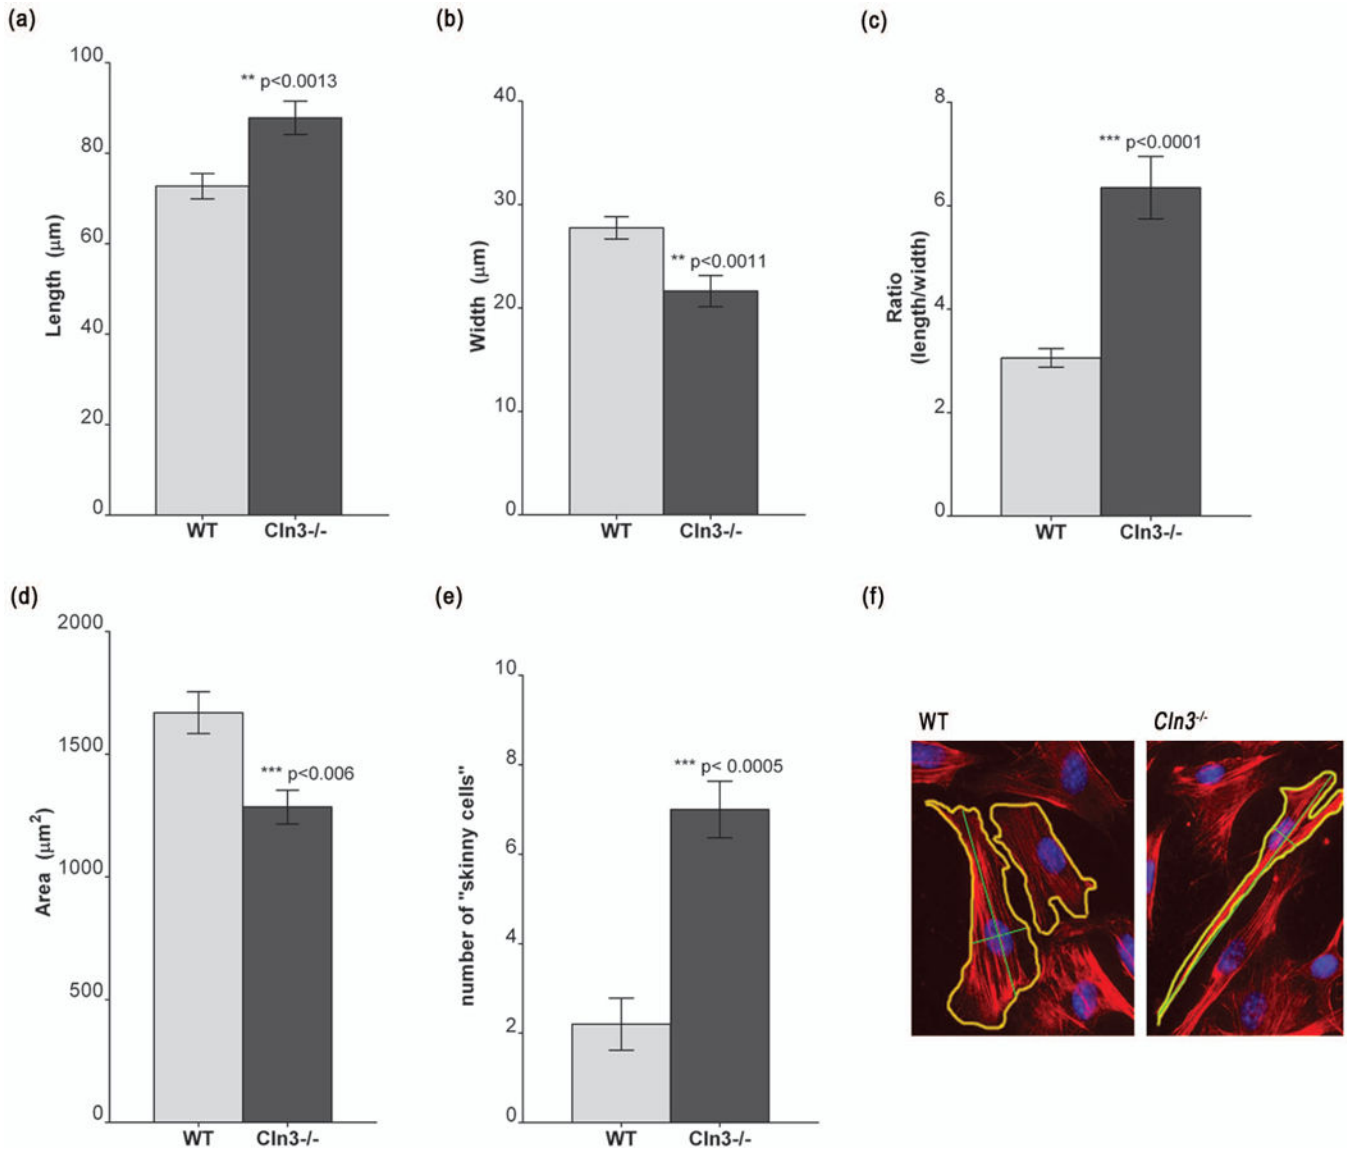 (a)
100
80
60
40
20
0
Length (μm)
** p<0.0013
WT Cln3-/-
(b)
40
30
20
10
0
Width (μm)
** p<0.0011
WT Cln3-/-
(c)
8
6
4
2
0
Ratio
(length/width)
*** p<0.0001
WT Cln3-/-
(d)
2000
1500
1000
500
0
Area (μm²)
*** p<0.006
WT Cln3-/-
(e)
10
8
6
4
2
0
number of "skinny cells"
*** p< 0.0005
WT Cln3-/-
(f)
WT Cln3-/-